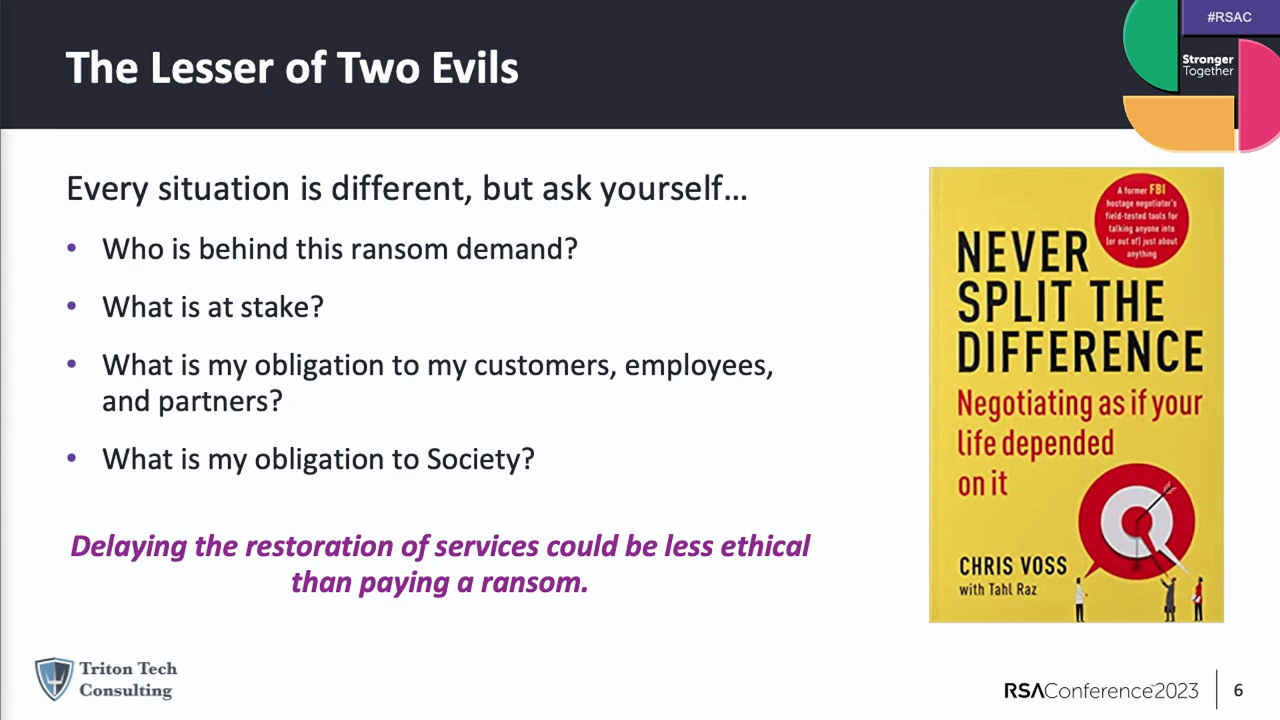 The Lesser of Two Evils
#RSAC
Stronger
Together
Every situation is different, but ask yourself...
• Who is behind this ransom demand?
• What is at stake?
• What is my obligation to my customers, employees,
and partners?
• What is my obligation to Society?
Delaying the restoration of services could be less ethical
than paying a ransom.
A former FBI
hostage negotiator's
field-tested tools for
talking anyone into
(or out of) just about
anything
NEVER
SPLIT THE
DIFFERENCE
Negotiating as if your
life depended
on it
CHRIS VOSS
with Tahl Raz
Triton Tech
Consulting
RSAConference™2023
6